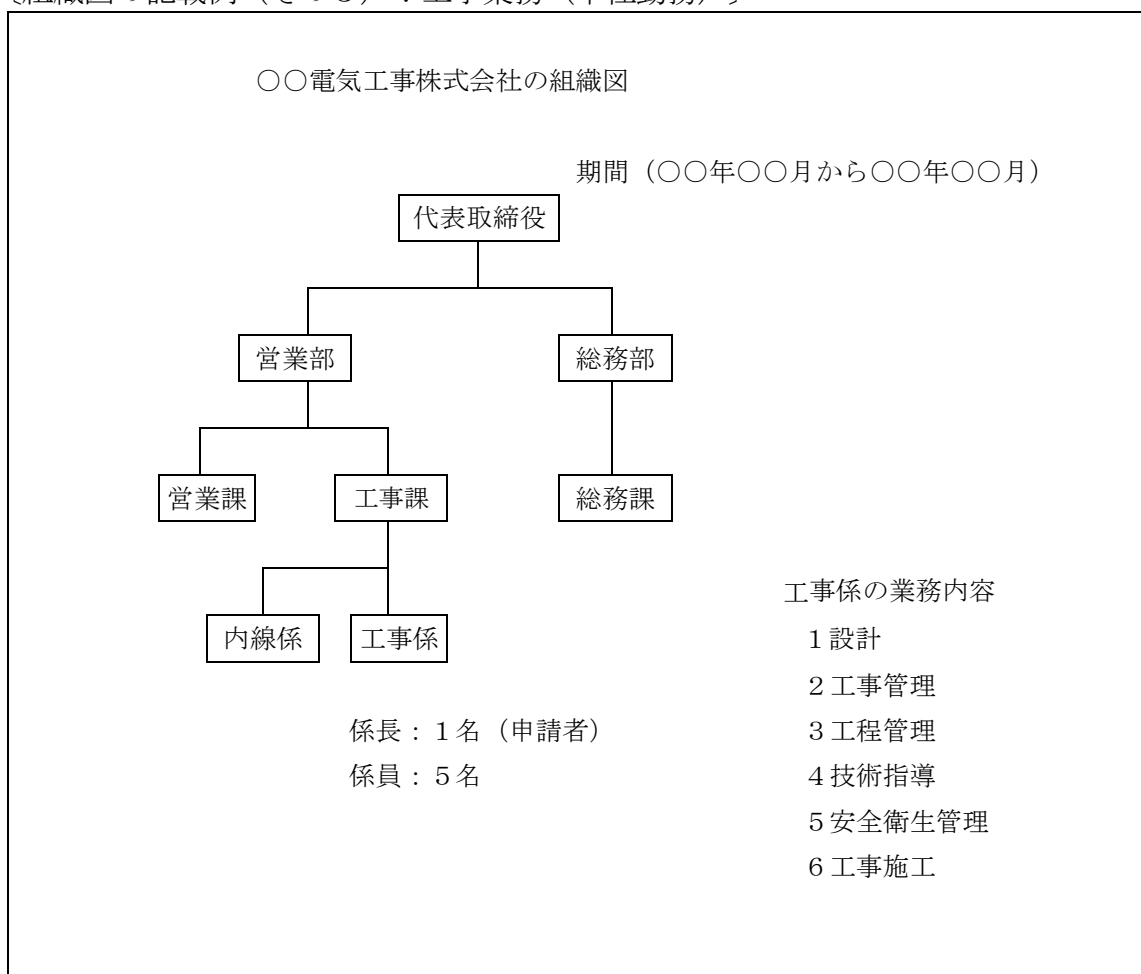 ○○電気工事株式会社の組織図
期間（○○年○○月から○○年○○月）
代表取締役
営業部
総務部
営業課
工事課
総務課
内線係
工事係
係長：１名（申請者）
係員：５名
工事係の業務内容
１設計
２工事管理
３工程管理
４技術指導
５安全衛生管理
６工事施工